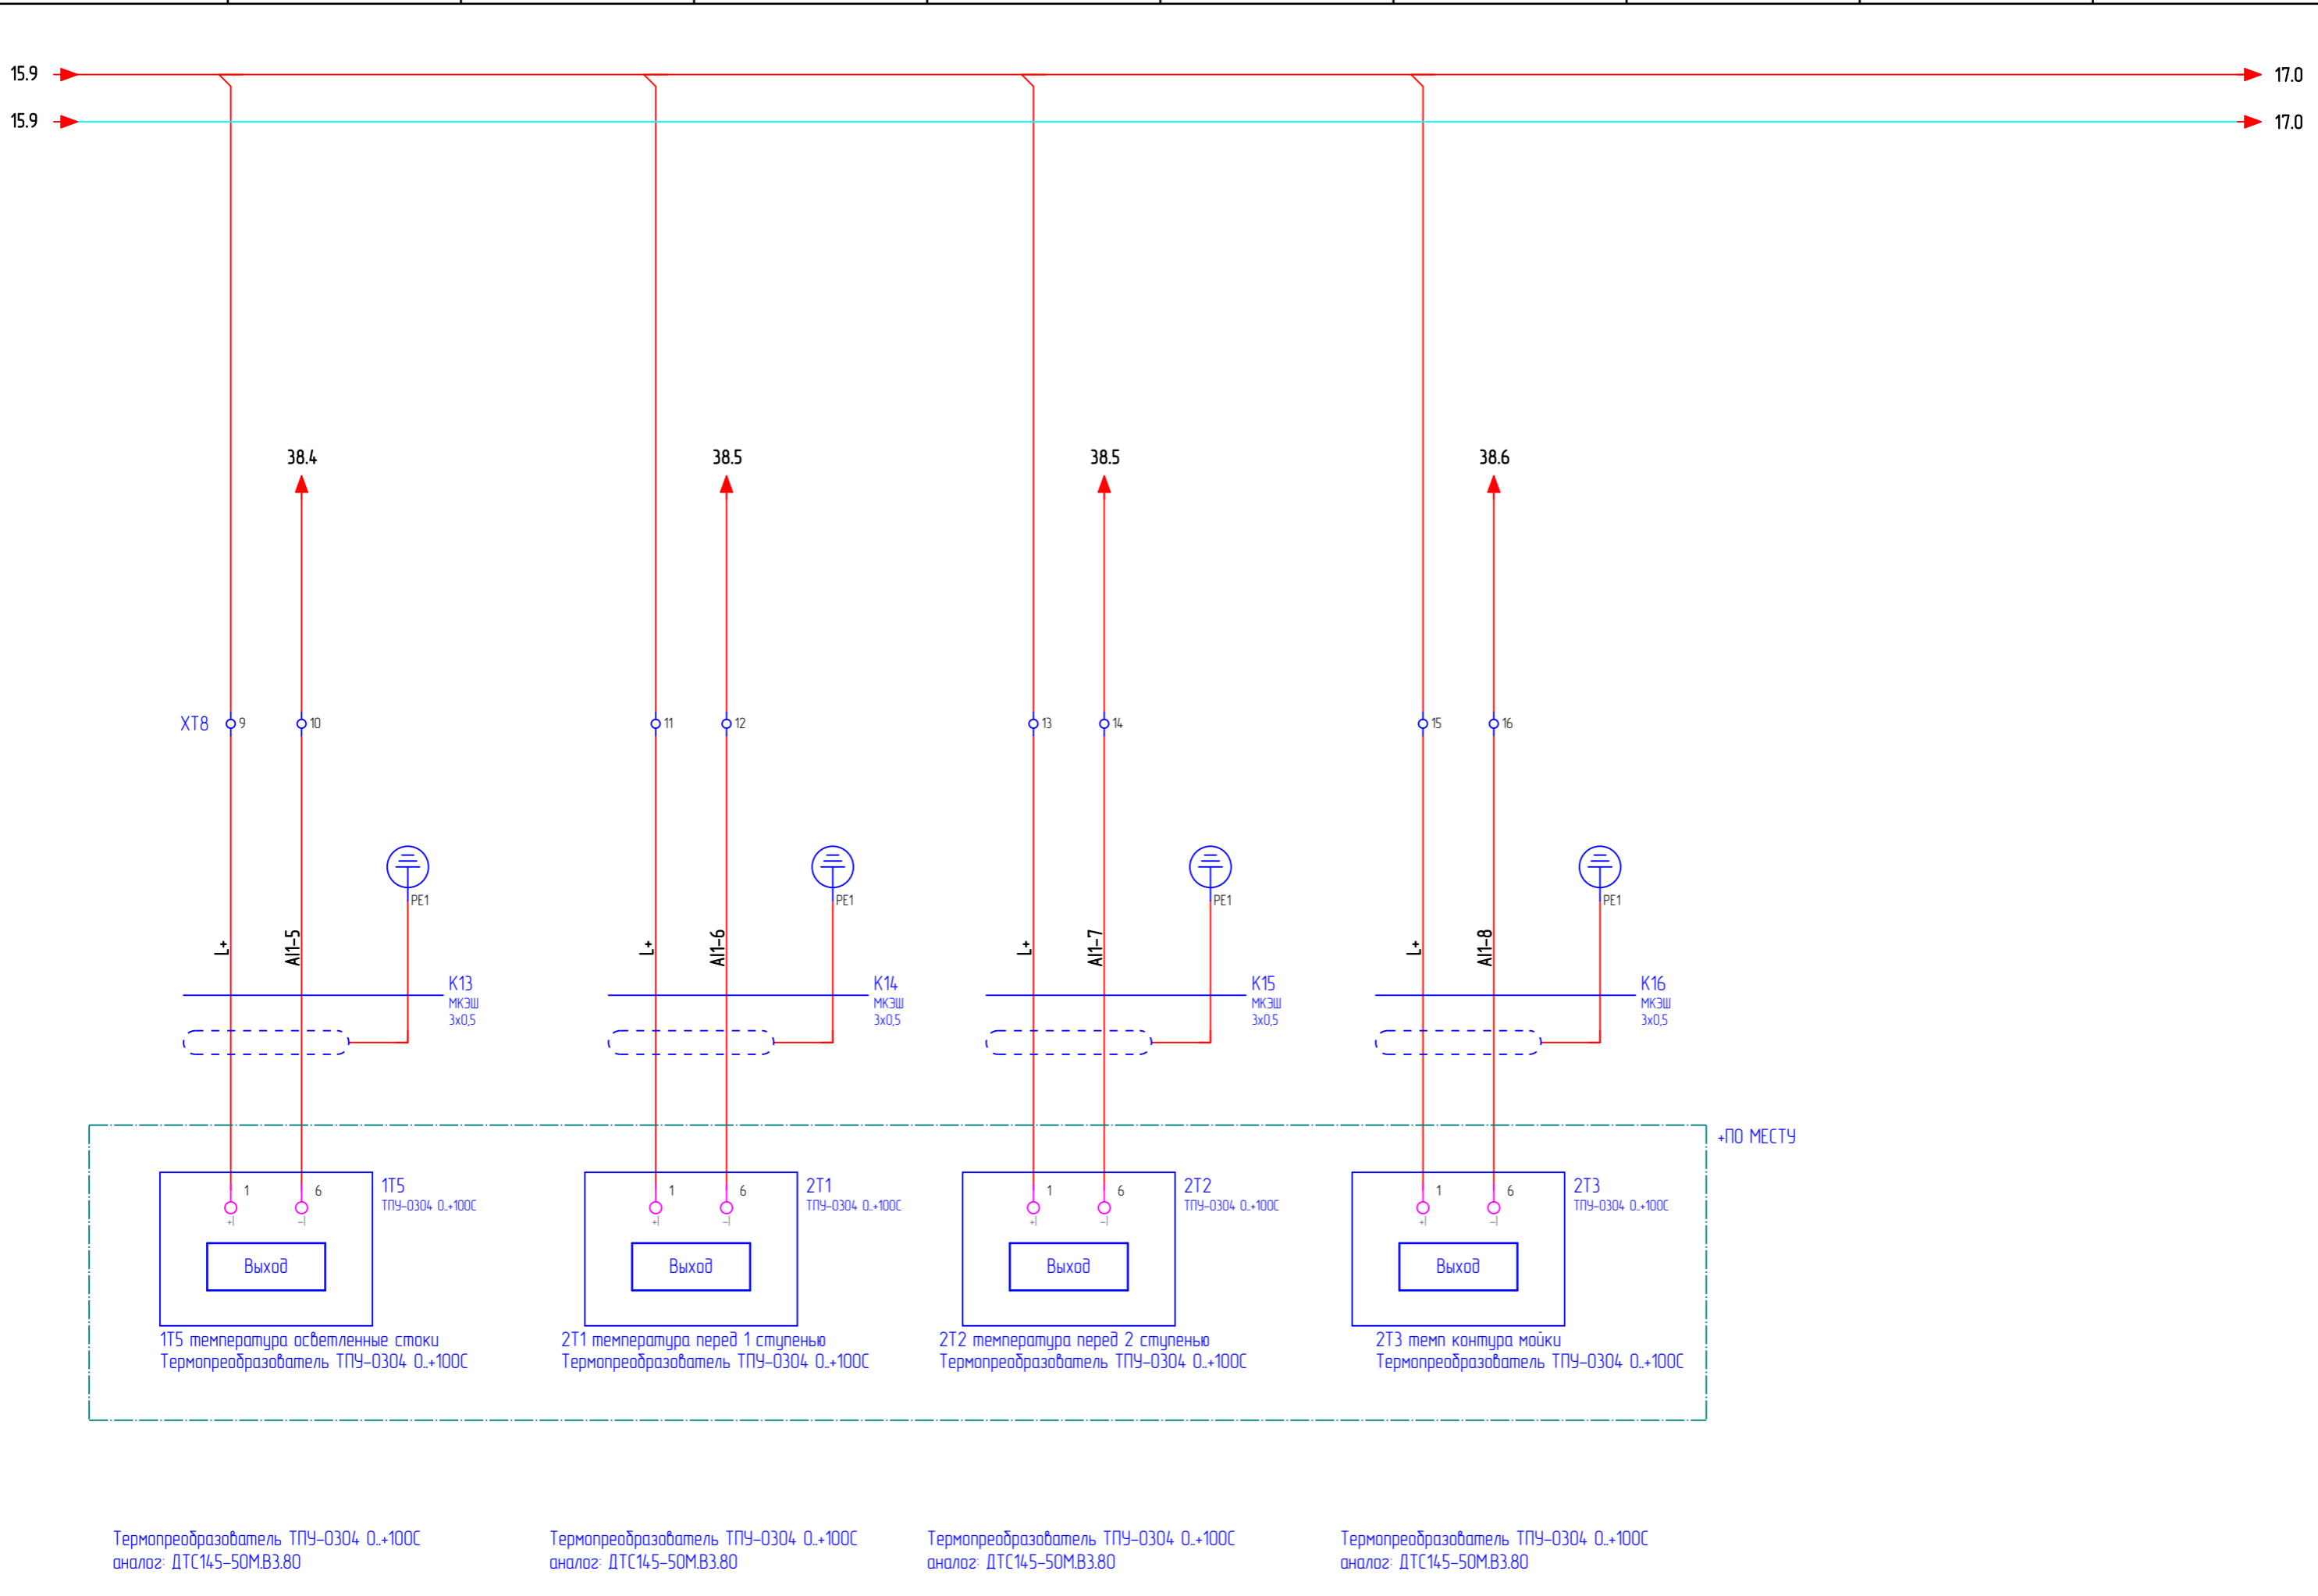 15.9
17.0
15.9
17.0
38.4
38.5
38.5
38.6
XT8
9
10
11
12
13
14
15
16
PE1
PE1
PE1
PE1
L+
AI1-5
L+
AI1-6
L+
AI1-7
L+
AI1-8
K13
МКЭШ
3х0,5
K14
МКЭШ
3х0,5
K15
МКЭШ
3х0,5
K16
МКЭШ
3х0,5
+ПО МЕСТУ
1
6
1Т5
ТПУ-0304 0..+100С
+I
-I
Выход
1
6
2Т1
ТПУ-0304 0..+100С
+I
-I
Выход
1
6
2Т2
ТПУ-0304 0..+100С
+I
-I
Выход
1
6
2Т3
ТПУ-0304 0..+100С
+I
-I
Выход
1Т5 температура осветленные стоки
Термопреобразователь ТПУ-0304 0..+100С
2Т1 температура перед 1 ступенью
Термопреобразователь ТПУ-0304 0..+100С
2Т2 температура перед 2 ступенью
Термопреобразователь ТПУ-0304 0..+100С
2Т3 темп контура мойки
Термопреобразователь ТПУ-0304 0..+100С
Термопреобразователь ТПУ-0304 0..+100С
аналог: ДТС145-50М.В3.80
Термопреобразователь ТПУ-0304 0..+100С
аналог: ДТС145-50М.В3.80
Термопреобразователь ТПУ-0304 0..+100С
аналог: ДТС145-50М.В3.80
Термопреобразователь ТПУ-0304 0..+100С
аналог: ДТС145-50М.В3.80